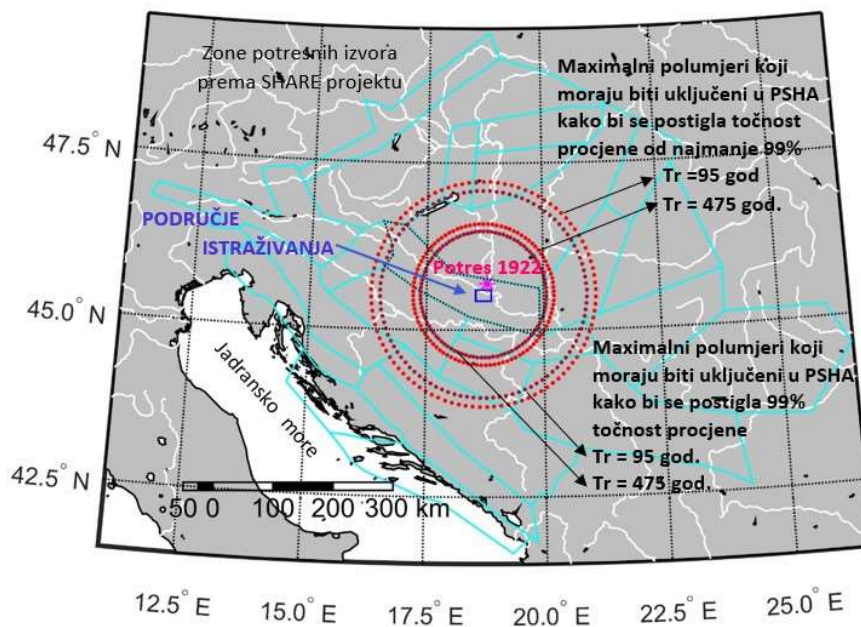 Zone potresnih izvora
prema SHARE projektu
Maximalni polumjeri koji
moraju biti uključeni u PSHA
kako bi se postigla točnost
procjene od najmanje 99%
Tr =95 god
Tr = 475 god.
47.5° N
PODRUČJE
ISTRAŽIVANJA
Potres 1922
45.0° N
Jadransko more
Maximalni polumjeri koji
moraju biti uključeni u PSHA
kako bi se postigla 99%
točnost procjene
Tr = 95 god.
Tr = 475 god.
42.5° N
50 0 100 200 300 km
12.5° E 15.0° E 17.5° E 20.0° E 22.5° E 25.0° E